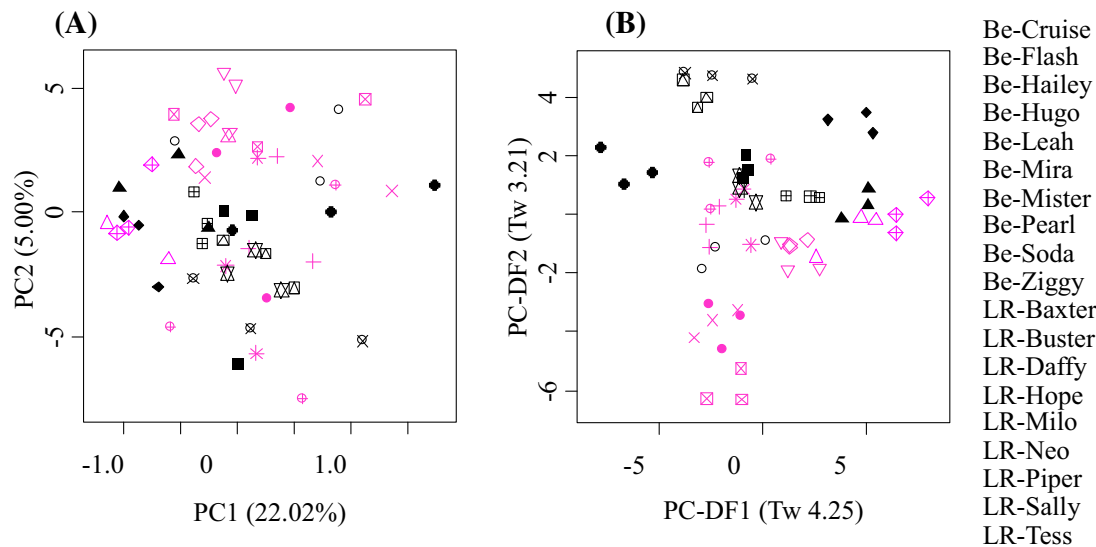 (A)
(B)
5
0
-5
PC2 (5.00%)
-1.0 0 1.0
PC1 (22.02%)
4
2
-2
-6
PC-DF2 (Tw 3.21)
-5 0 5
PC-DF1 (Tw 4.25)
Be-Cruise
Be-Flash
Be-Hailey
Be-Hugo
Be-Leah
Be-Mira
Be-Mister
Be-Pearl
Be-Soda
Be-Ziggy
LR-Baxter
LR-Buster
LR-Daffy
LR-Hope
LR-Milo
LR-Neo
LR-Piper
LR-Sally
LR-Tess